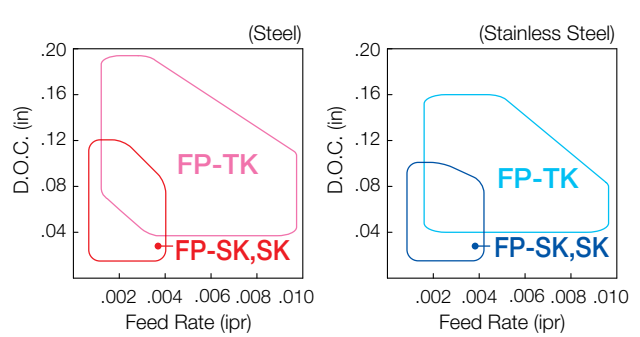 (Steel)
.20
.16
.12
.08
.04
D.O.C. (in)
FP-TK
FP-SK,SK
.002 .004 .006 .008 .010
Feed Rate (ipr)
(Stainless Steel)
.20
.16
.12
.08
.04
D.O.C. (in)
FP-TK
FP-SK,SK
.002 .004 .006 .008 .010
Feed Rate (ipr)